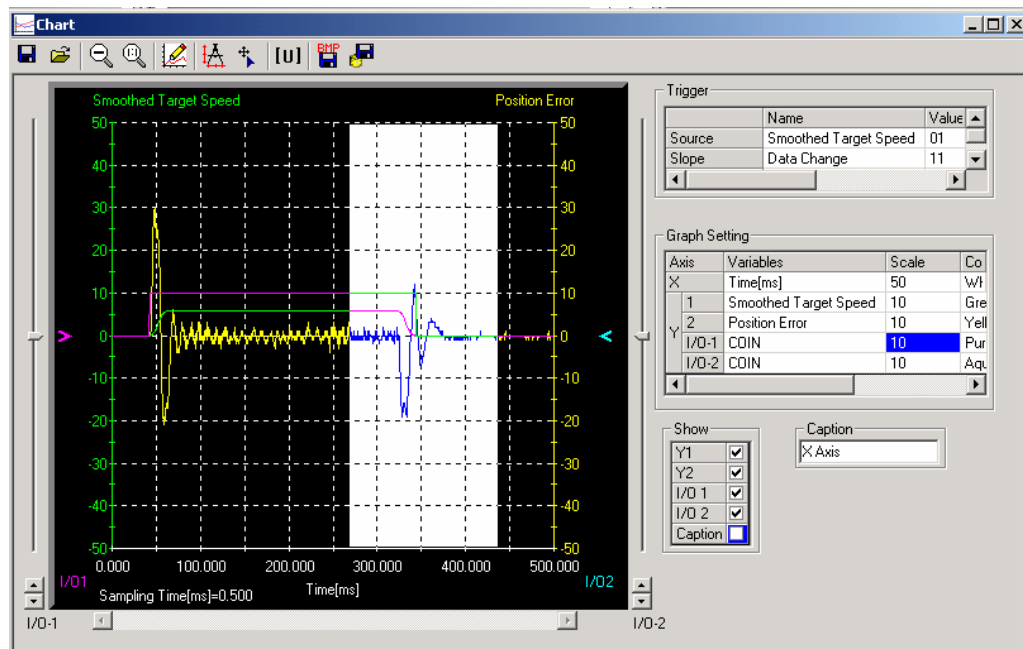 Chart
[U] BMP
Smoothed Target Speed Position Error
50 50
40 40
30 30
20 20
10 10
0 0
-10 -10
-20 -20
-30 -30
-40 -40
-50 -50
0.000 100.000 200.000 300.000 400.000 500.000
I/O1 Sampling Time[ms]=0.500 Time[ms] I/O2
I/O-1 I/O-2
Trigger
Name Value
Source Smoothed Target Speed 01
Slope Data Change 11
Graph Setting
Axis Variables Scale Co
X Time[ms] 50 Wh
Y
1 Smoothed Target Speed 10 Gre
2 Position Error 10 Yell
I/O-1 COIN 10 Pur
I/O-2 COIN 10 Aqu
Show
Y1
Y2
I/O 1
I/O 2
Caption
Caption
X Axis